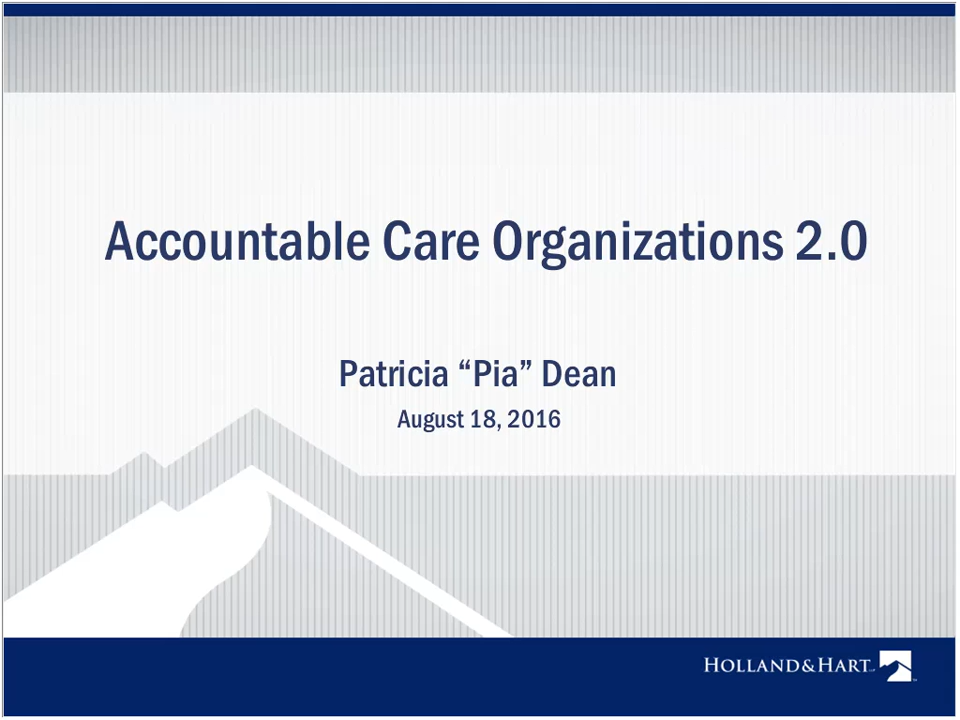 Accountable Care Organizations 2.0
Patricia “Pia” Dean
August 18, 2016
HOLLAND&HART